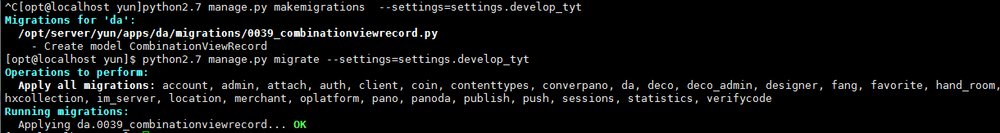 ^C[opt@localhost yun]python2.7 manage.py makemigrations  --settings=settings.develop_tyt
Migrations for 'da':
  /opt/server/yun/apps/da/migrations/0039_combinationviewrecord.py
    - Create model CombinationViewRecord
[opt@localhost yun]$ python2.7 manage.py migrate --settings=settings.develop_tyt
Operations to perform:
  Apply all migrations: account, admin, attach, auth, client, coin, contenttypes, converpano, da, deco, deco_admin, designer, fang, favorite, hand_room,
hxcollection, im_server, location, merchant, oplatform, pano, panoda, publish, push, sessions, statistics, verifycode
Running migrations:
  Applying da.0039_combinationviewrecord... OK